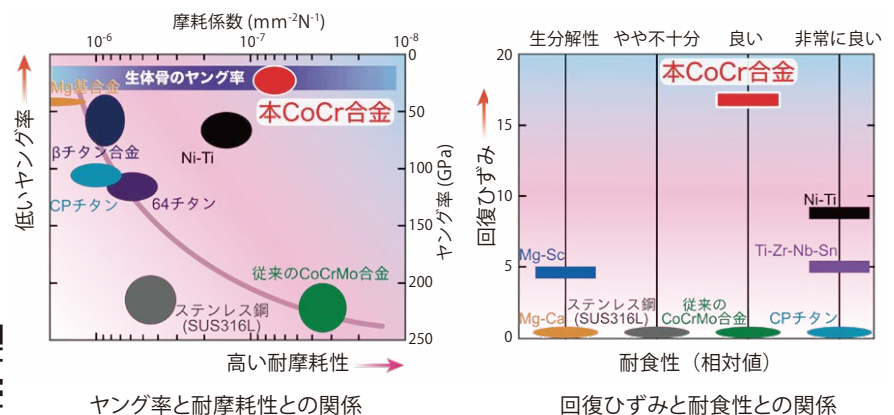 摩耗係数 (mm⁻²N⁻¹)
10⁻⁶ 10⁻⁷ 10⁻⁸
低いヤング率
生体骨のヤング率
Mg基合金
本CoCr合金
βチタン合金
Ni-Ti
CPチタン
64チタン
従来のCoCrMo合金
ステンレス鋼
(SUS316L)
0
50
100
150
200
250
ヤング率 (GPa)
高い耐摩耗性
ヤング率と耐摩耗性との関係
生分解性 やや不十分 良い 非常に良い
20
15
10
5
0
回復ひずみ
本CoCr合金
Ni-Ti
Mg-Sc
Ti-Zr-Nb-Sn
Mg-Ca
ステンレス鋼
(SUS316L)
従来の
CoCrMo合金
CPチタン
耐食性（相対値）
回復ひずみと耐食性との関係